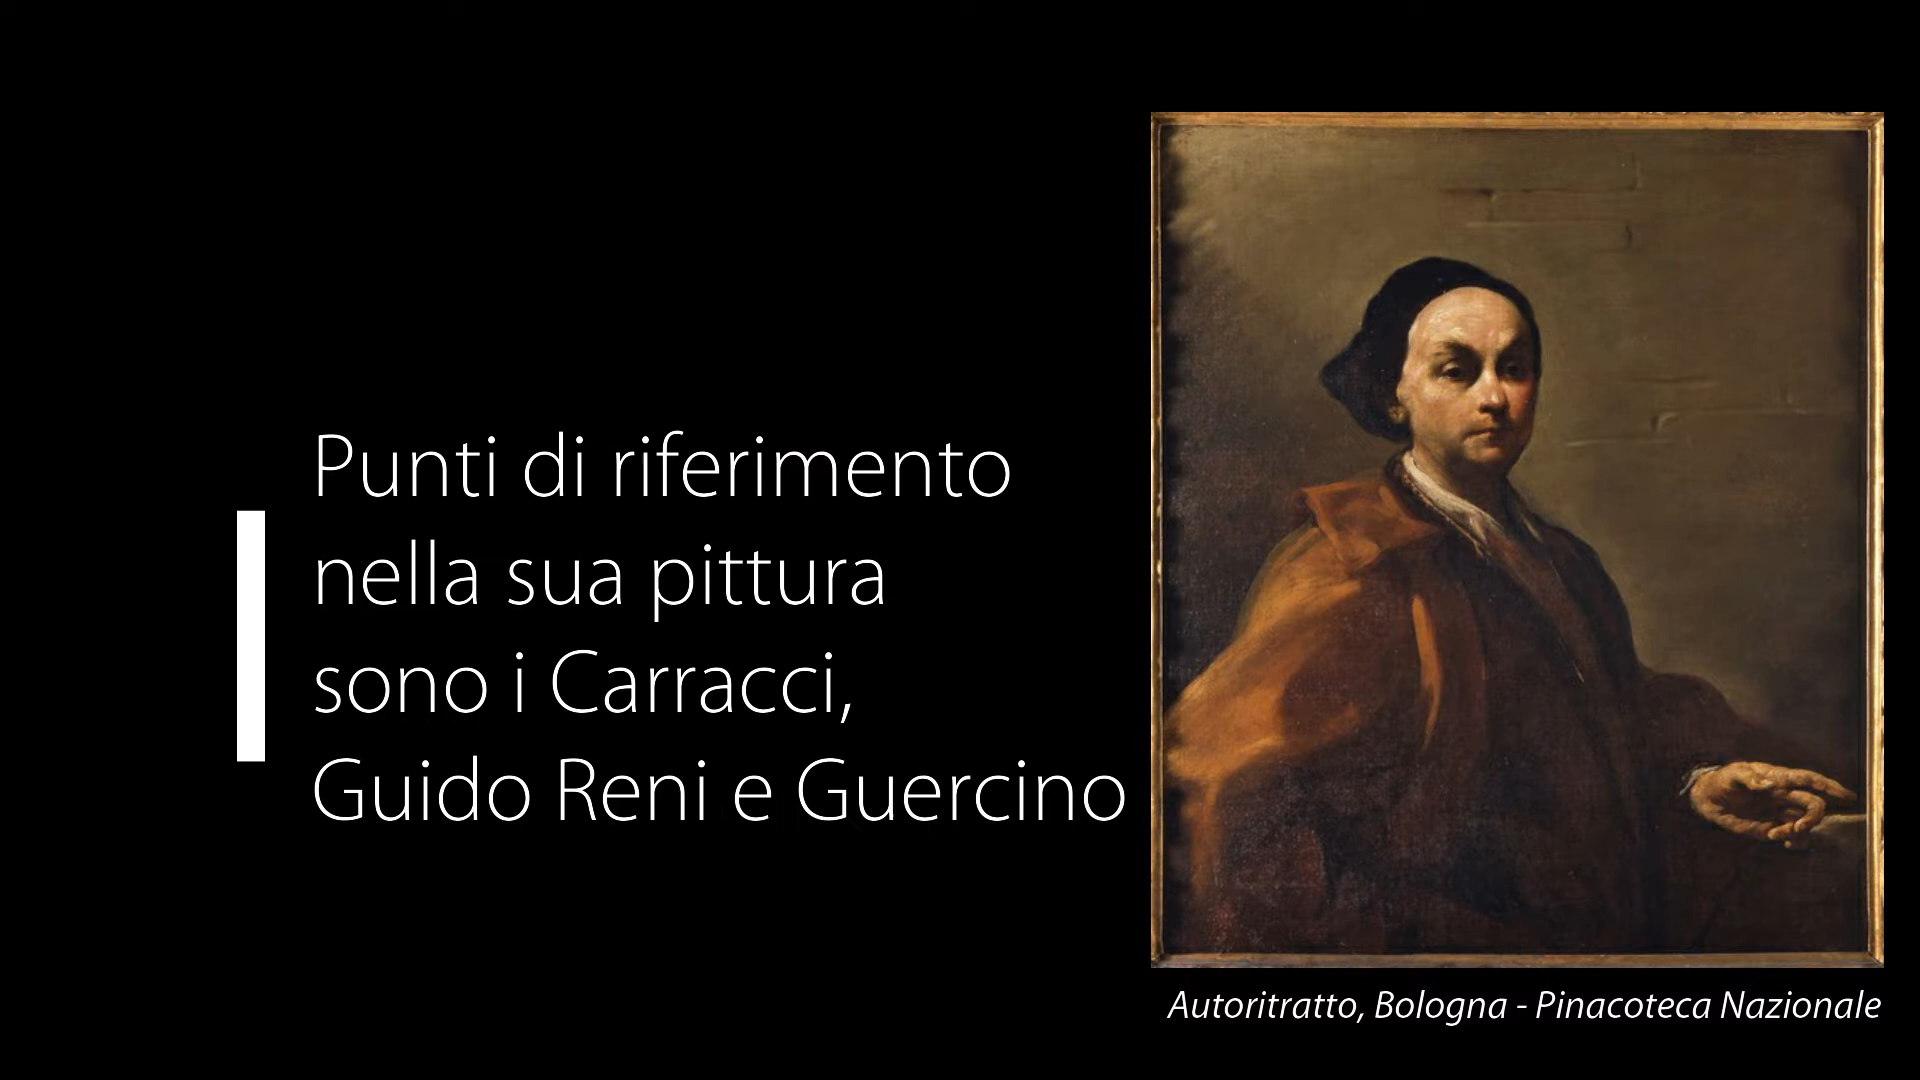 Punti di riferimento
nella sua pittura
sono i Carracci,
Guido Reni e Guercino
Autoritratto, Bologna - Pinacoteca Nazionale